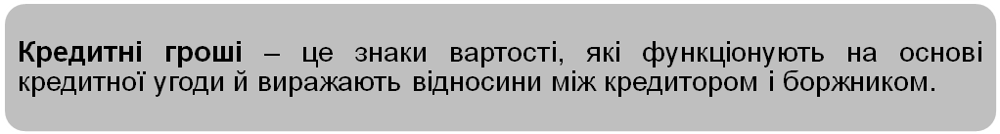 Кредитні гроші – це знаки вартості, які функціонують на основі
кредитної угоди й виражають відносини між кредитором і боржником.